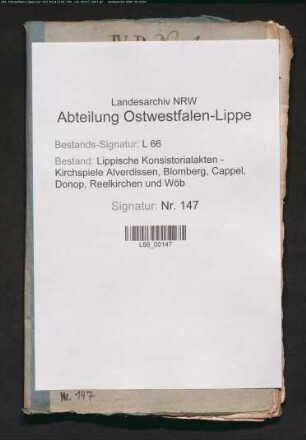 Landesarchiv NRW
Abteilung Ostwestfalen-Lippe
Bestands-Signatur: L 66
Bestand: Lippische Konsistorialakten -
Kirchspiele Alverdissen, Blomberg, Cappel,
Donop, Reelkirchen und Wöb
Signatur: Nr. 147
L66_00147
Nr. 147